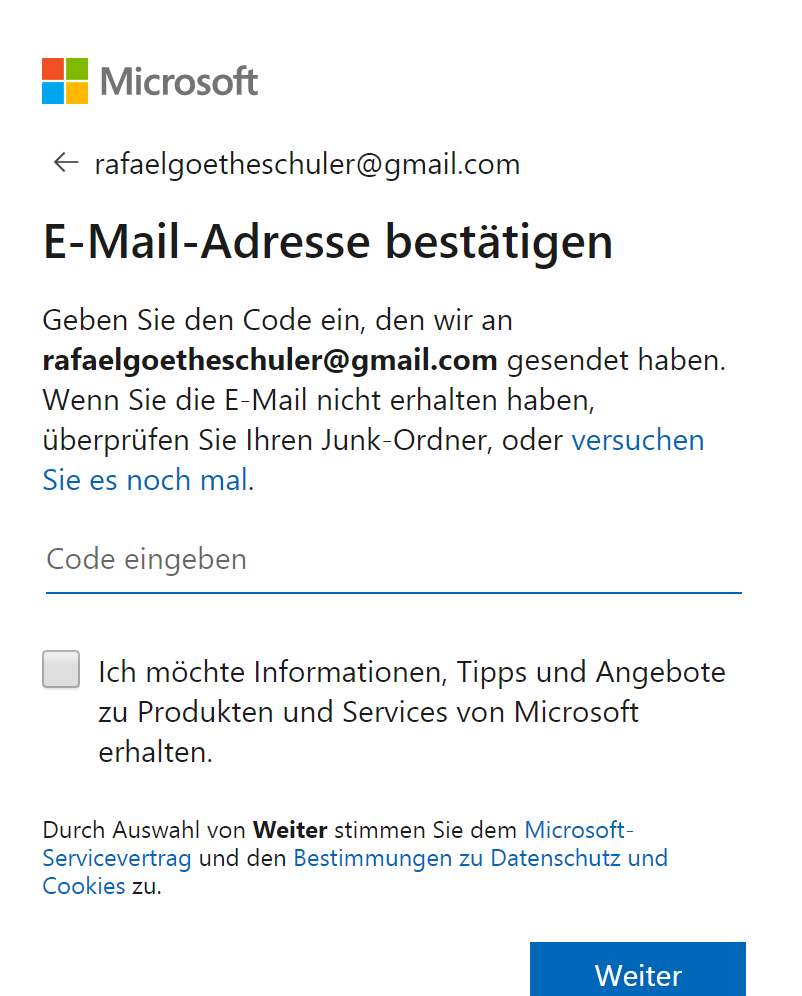 Microsoft
← rafaelgoetheschuler@gmail.com
E-Mail-Adresse bestätigen
Geben Sie den Code ein, den wir an
rafaelgoetheschuler@gmail.com gesendet haben.
Wenn Sie die E-Mail nicht erhalten haben,
überprüfen Sie Ihren Junk-Ordner, oder versuchen
Sie es noch mal.
Code eingeben
Ich möchte Informationen, Tipps und Angebote
zu Produkten und Services von Microsoft
erhalten.
Durch Auswahl von Weiter stimmen Sie dem Microsoft-
Servicevertrag und den Bestimmungen zu Datenschutz und
Cookies zu.
Weiter